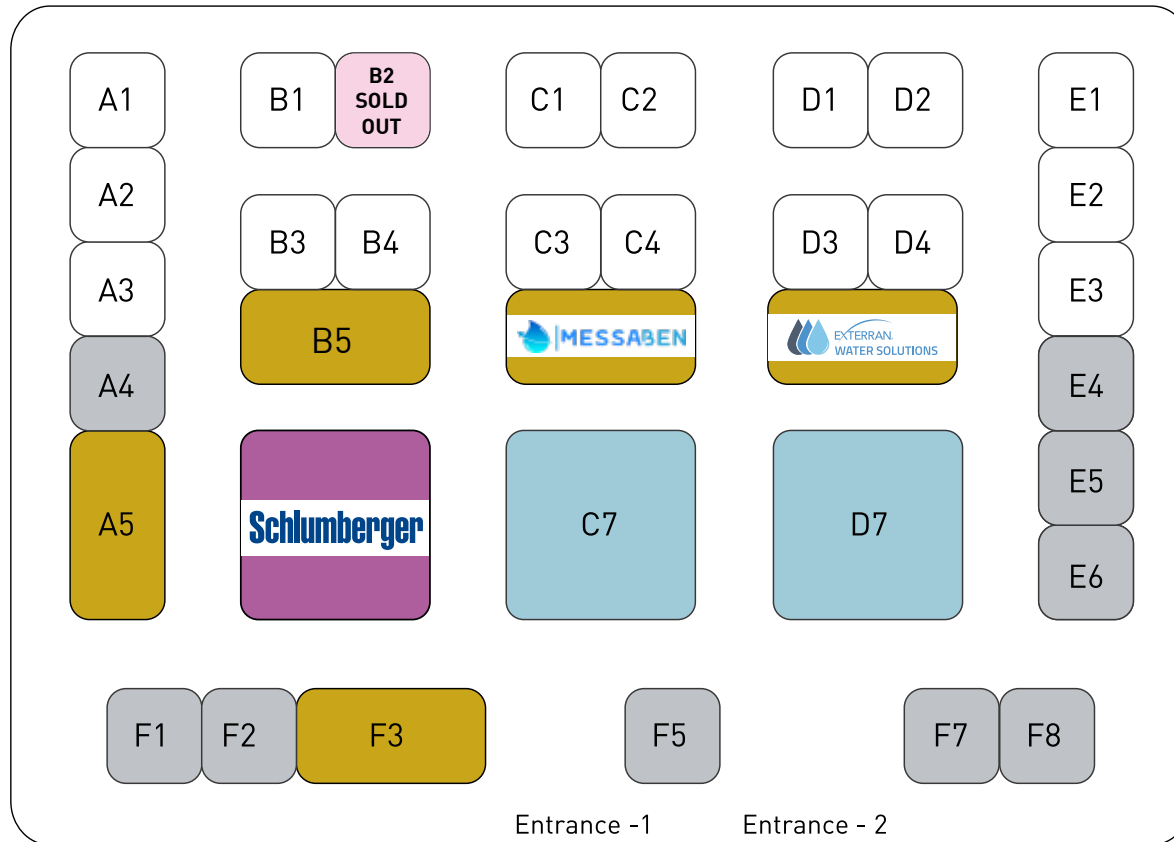 A1
B1
B2
SOLD
OUT
C1
C2
D1
D2
E1
A2
E2
B3
B4
C3
C4
D3
D4
A3
E3
B5
MESSABEN
EXTERRAN.
WATER SOLUTIONS
A4
E4
A5
Schlumberger
C7
D7
E5
E6
F1
F2
F3
F5
F7
F8
Entrance -1
Entrance - 2